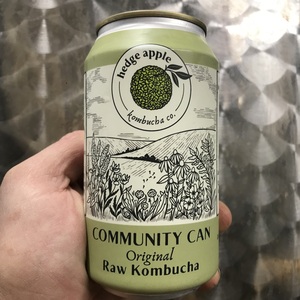 hedge apple
kombucha co.
COMMUNITY CAN
Original
Raw Kombucha